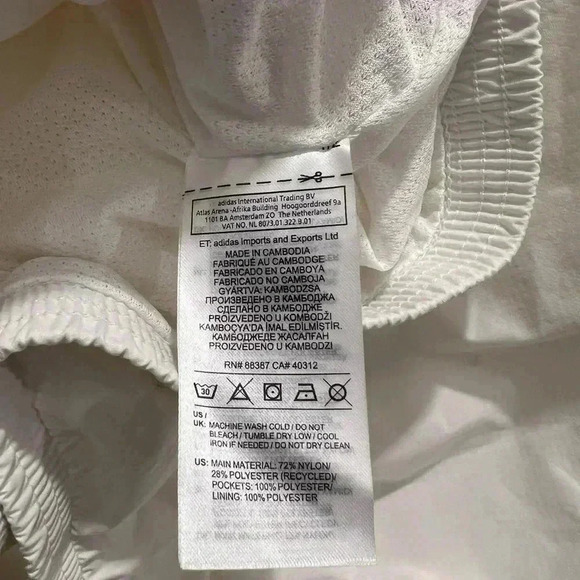 adidas International Trading BV
Atlas Arena-Afrika Building Hoogoorddreef 9a
1101 BA Amsterdam ZO The Netherlands
VAT NO. NL 8073.01.322.B.01
ET: adidas Imports and Exports Ltd
MADE IN CAMBODIA
FABRIQUÉ AU CAMBODGE
FABRICADO EN CAMBOYA
FABRICADO NO CAMBOJA
GYÁRTVA: KAMBODZSA
ПРОИЗВЕДЕНО В КАМБОДЖА
СДЕЛАНО В КАМБОДЖЕ
PROIZVEDENO U KOMBODŽI
KAMBOÇYA'DA İMAL EDİLMİŞTİR.
КАМБОДЖЕДЕ ЖАСАЛҒАН
PROIZVEDENO V KAMBODZI
RN# 88387 CA# 40312
30
US /
UK: MACHINE WASH COLD / DO NOT
BLEACH / TUMBLE DRY LOW / COOL
IRON IF NEEDED / DO NOT DRY CLEAN
US: MAIN MATERIAL: 72% NYLON/
28% POLYESTER (RECYCLED)/
POCKETS: 100% POLYESTER/
LINING: 100% POLYESTER